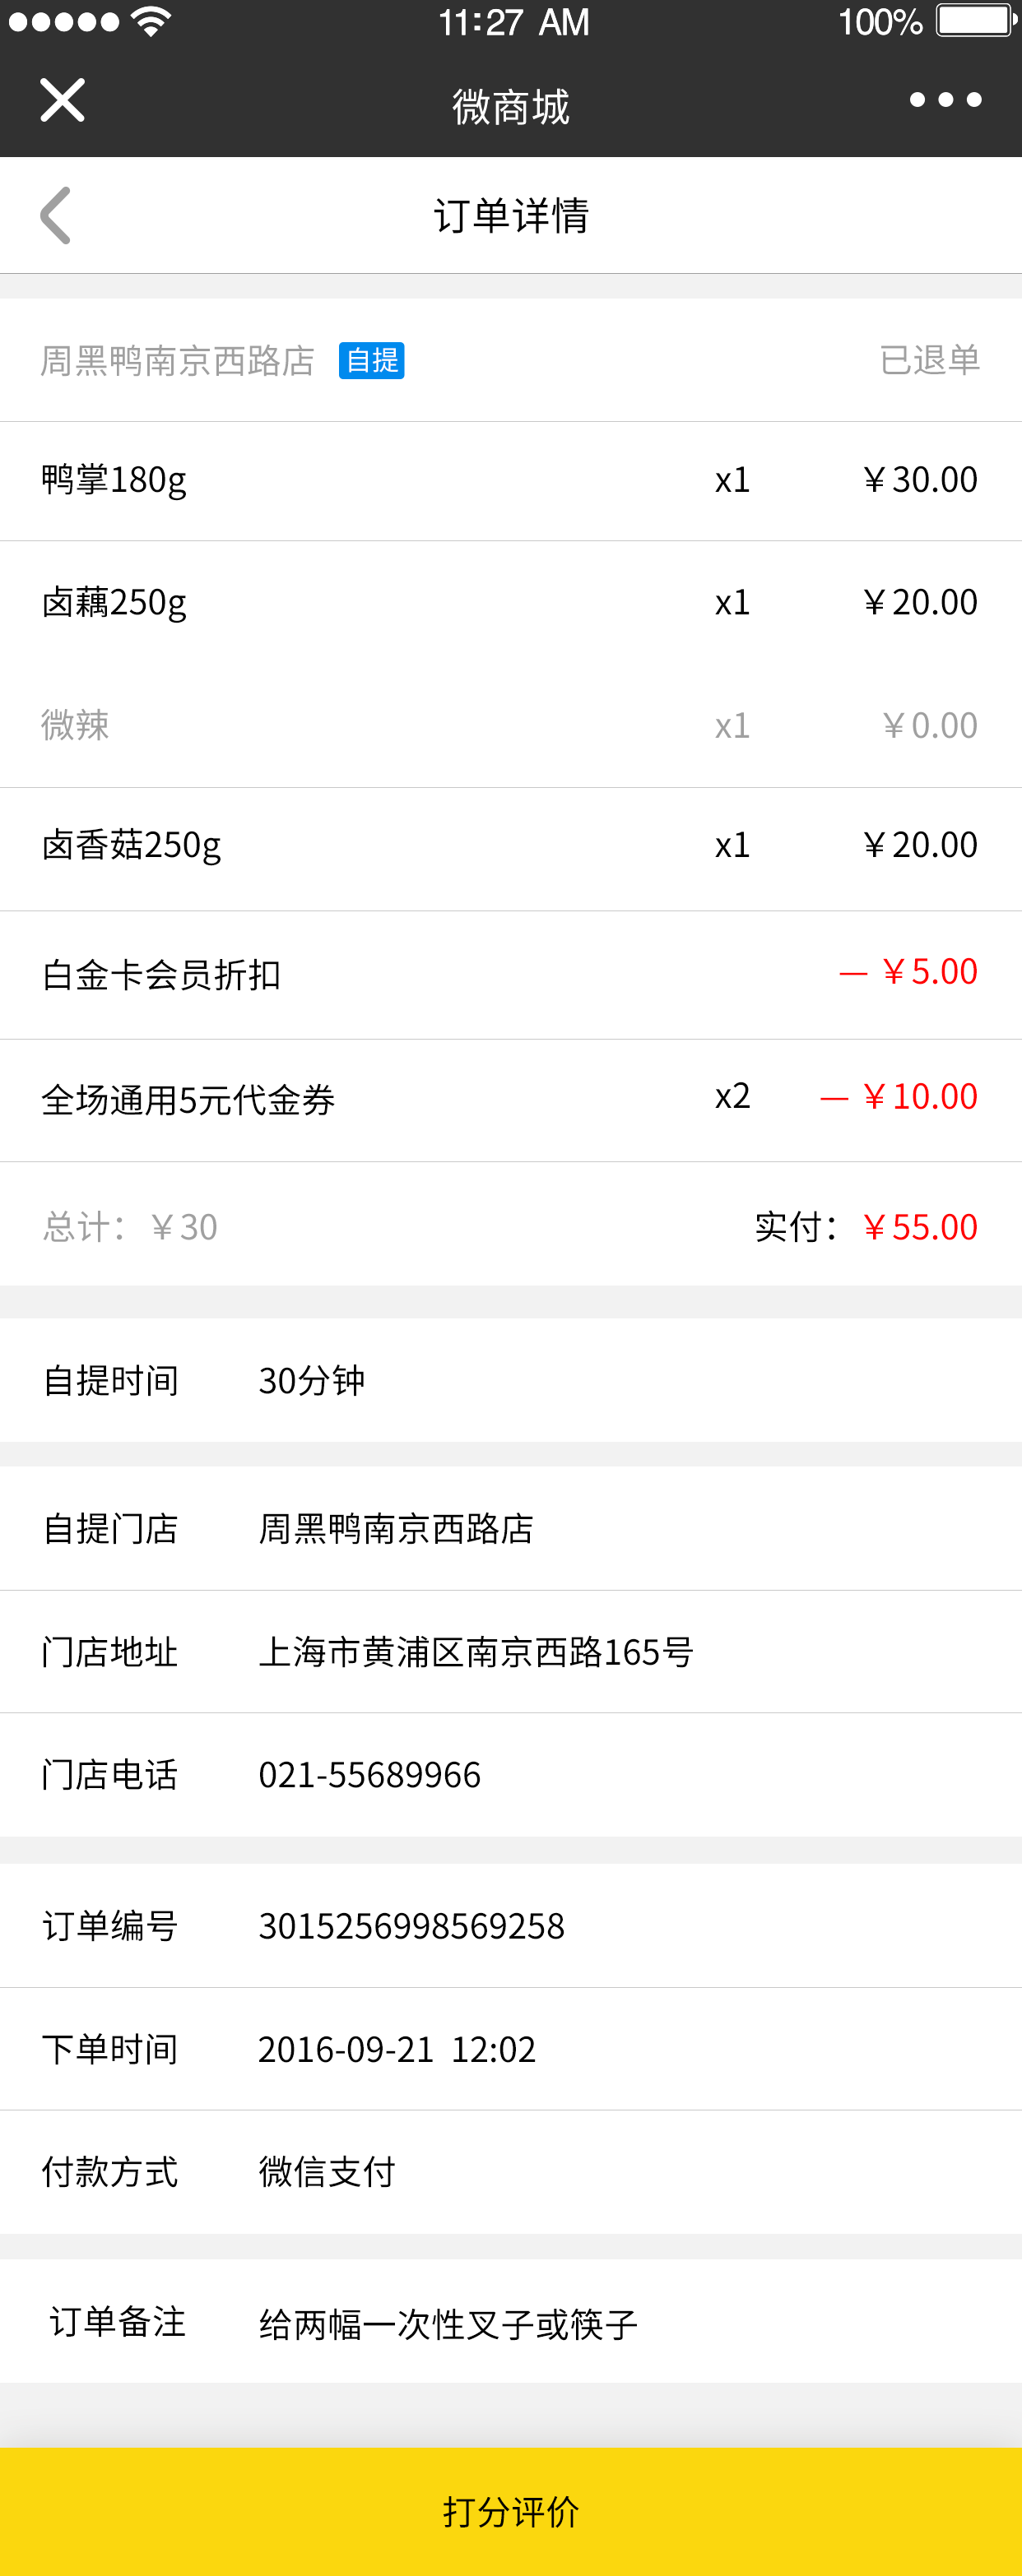 11:27 AM 100%
微商城
订单详情
周黑鸭南京西路店 自提 已退单
鸭掌180g x1 ￥30.00
卤藕250g x1 ￥20.00
微辣 x1 ￥0.00
卤香菇250g x1 ￥20.00
白金卡会员折扣 — ￥5.00
全场通用5元代金券 x2 — ￥10.00
总计：￥30 实付：￥55.00
自提时间 30分钟
自提门店 周黑鸭南京西路店
门店地址 上海市黄浦区南京西路165号
门店电话 021-55689966
订单编号 3015256998569258
下单时间 2016-09-21 12:02
付款方式 微信支付
订单备注 给两幅一次性叉子或筷子
打分评价